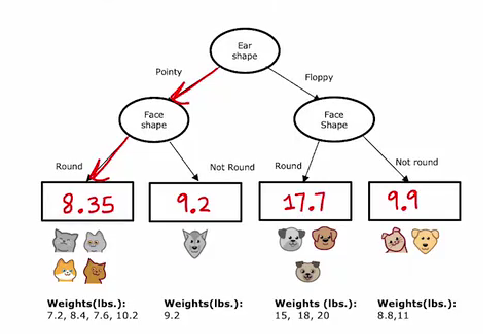 Ear
shape
Pointy
Floppy
Face
shape
Face
Shape
Round
Not Round
Round
Not round
8.35
9.2
17.7
9.9
Weights(lbs.):
7.2, 8.4, 7.6, 10.2
Weights(lbs.):
9.2
Weights (lbs.):
15, 18, 20
Weights(lbs.):
8.8,11